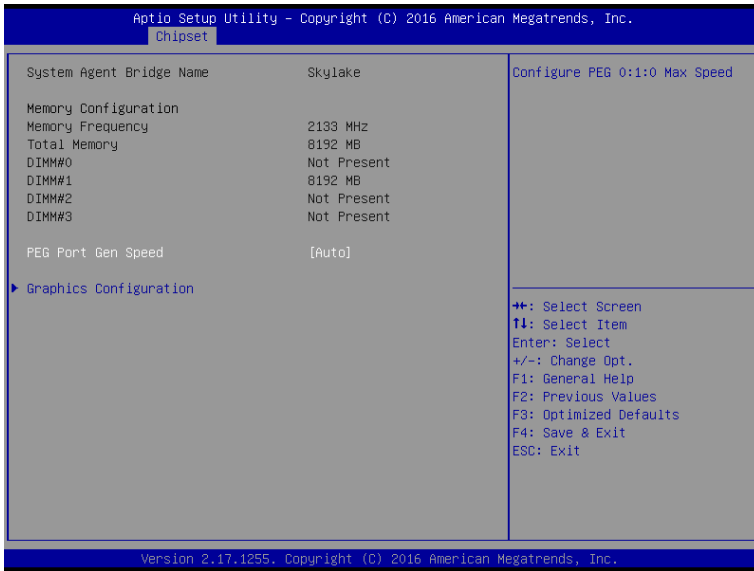 Aptio Setup Utility – Copyright (C) 2016 American Megatrends, Inc.
Chipset
System Agent Bridge Name Skylake
Memory Configuration
Memory Frequency 2133 MHz
Total Memory 8192 MB
DIMM#0 Not Present
DIMM#1 8192 MB
DIMM#2 Not Present
DIMM#3 Not Present
PEG Port Gen Speed [Auto]
Graphics Configuration
Configure PEG 0:1:0 Max Speed
→←: Select Screen
↑↓: Select Item
Enter: Select
+/-: Change Opt.
F1: General Help
F2: Previous Values
F3: Optimized Defaults
F4: Save & Exit
ESC: Exit
Version 2.17.1255. Copyright (C) 2016 American Megatrends, Inc.